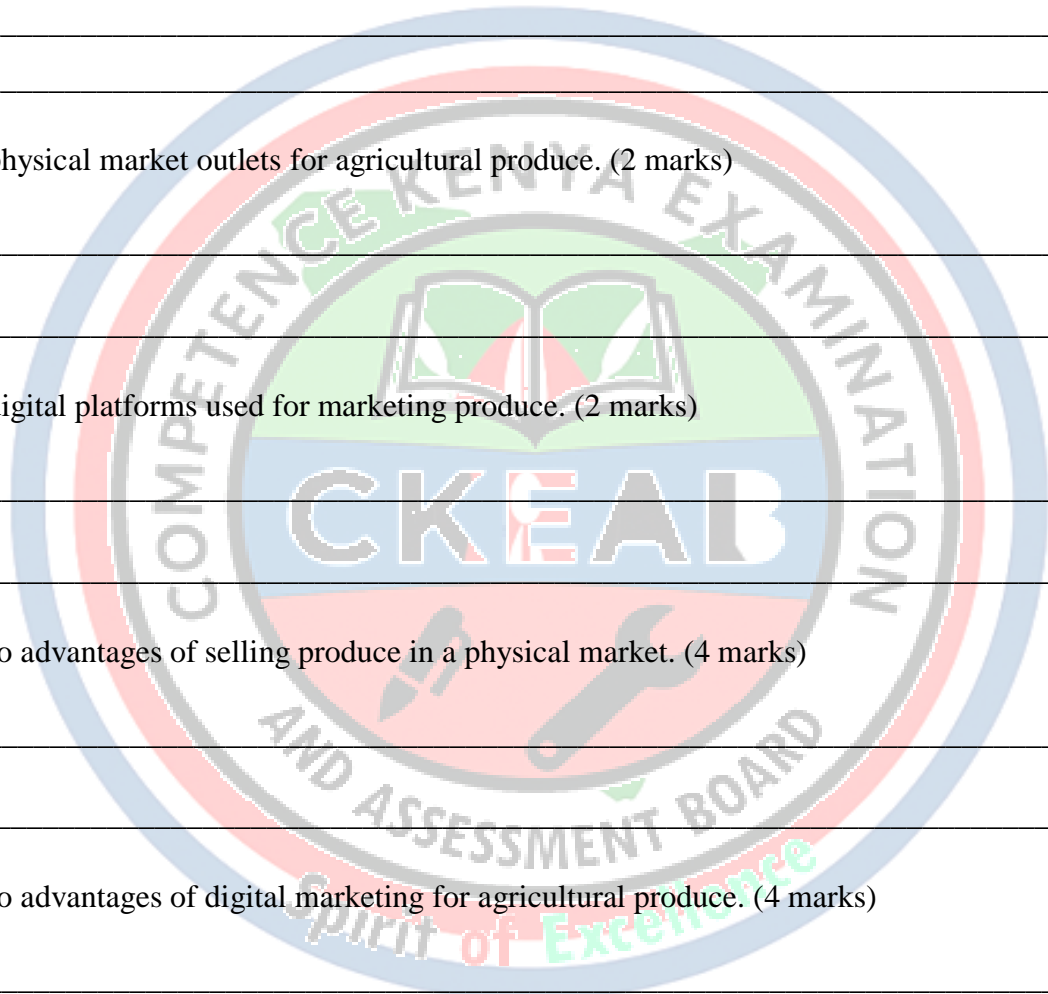 physical market outlets for agricultural produce. (2 marks)
digital platforms used for marketing produce. (2 marks)
o advantages of selling produce in a physical market. (4 marks)
o advantages of digital marketing for agricultural produce. (4 marks)
COMPETENCE KENYA EXAMINATION
CKEAB
AND ASSESSMENT BOARD
Spirit of Excellence